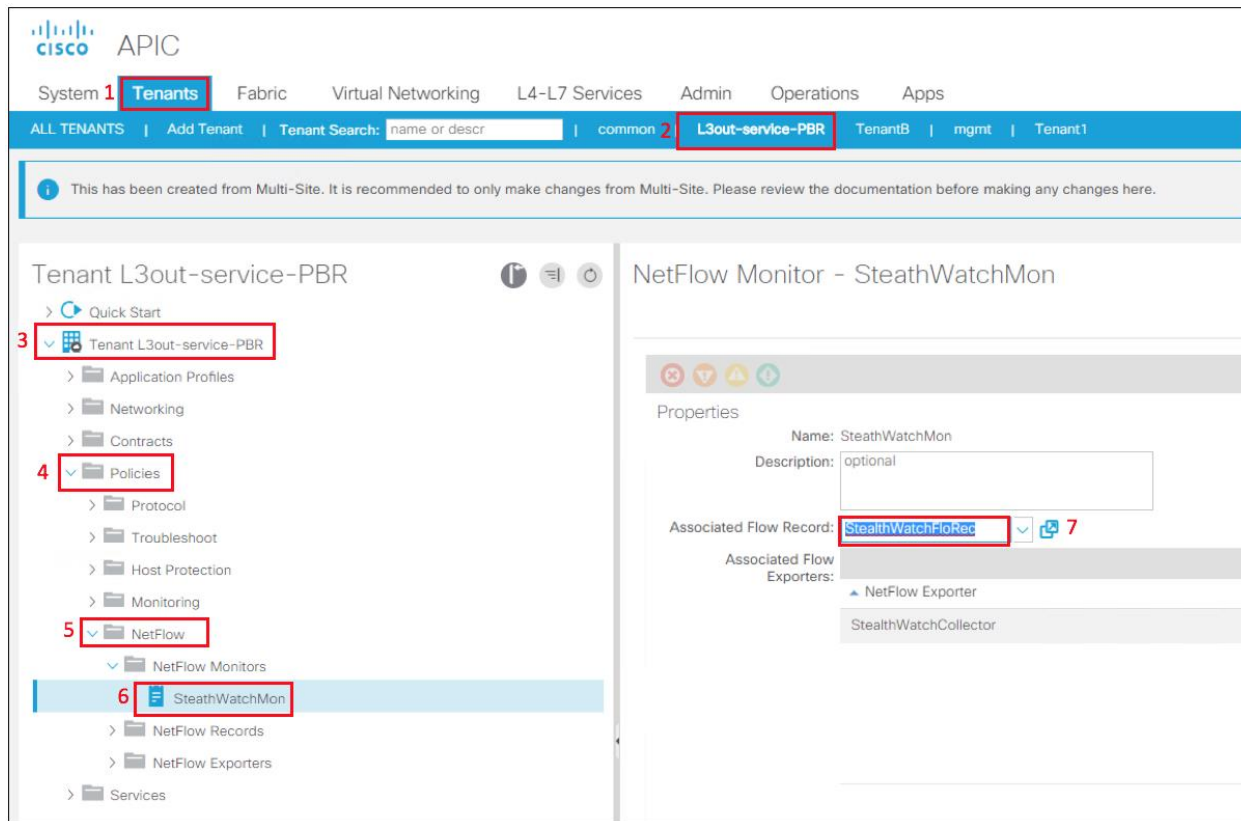 CISCO APIC
System 1 Tenants Fabric Virtual Networking L4-L7 Services Admin Operations Apps
ALL TENANTS | Add Tenant | Tenant Search: name or descr | common 2 L3out-service-PBR TenantB | mgmt | Tenant1
This has been created from Multi-Site. It is recommended to only make changes from Multi-Site. Please review the documentation before making any changes here.
Tenant L3out-service-PBR
Quick Start
3 Tenant L3out-service-PBR
Application Profiles
Networking
Contracts
4 Policies
Protocol
Troubleshoot
Host Protection
Monitoring
5 NetFlow
NetFlow Monitors
6 SteathWatchMon
NetFlow Records
NetFlow Exporters
Services
NetFlow Monitor - SteathWatchMon
Properties
Name: SteathWatchMon
Description: optional
Associated Flow Record: StealthWatchFloRec 7
Associated Flow
Exporters:
NetFlow Exporter
StealthWatchCollector